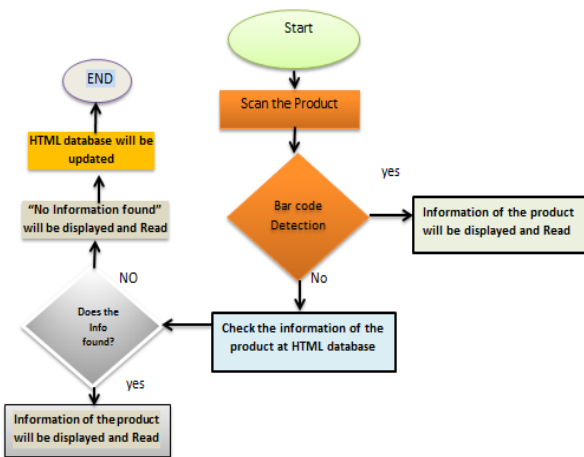 Start
Scan the Product
Bar code
Detection
yes
Information of the product
will be displayed and Read
No
Check the information of the
product at HTML database
Does the
Info
found?
yes
Information of the product
will be displayed and Read
NO
“No Information found”
will be displayed and Read
HTML database will be
updated
END